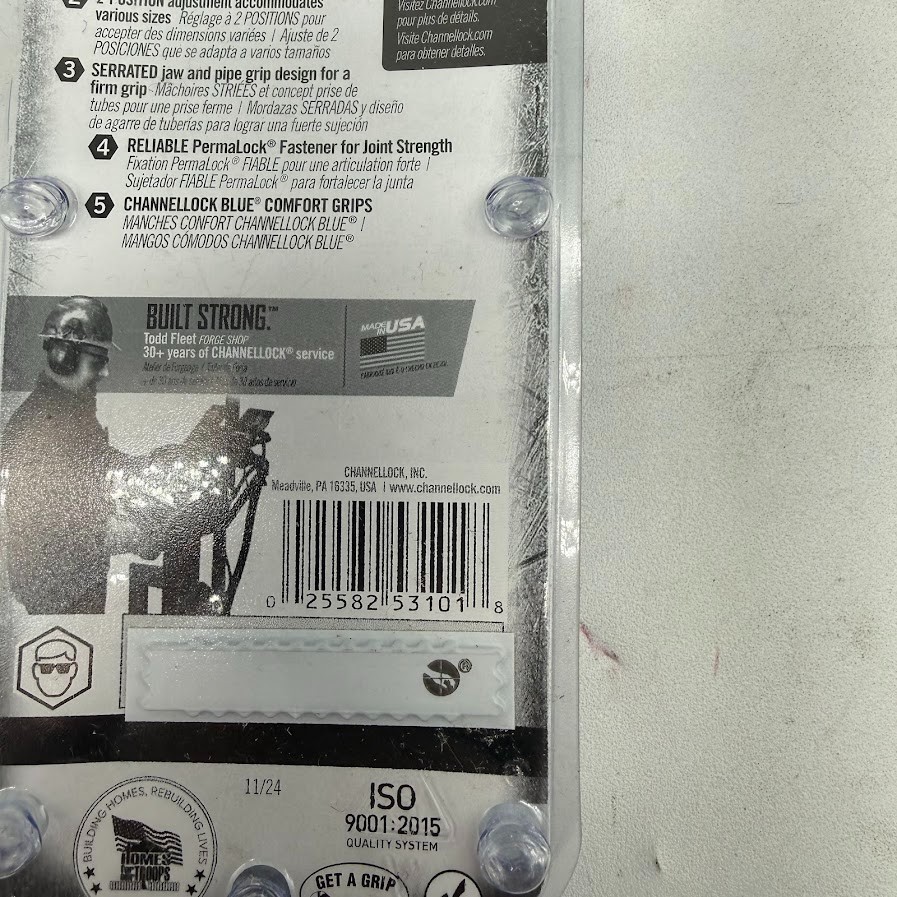 2 2-POSITION adjustment accommodates
various sizes Réglage à 2 POSITIONS pour
accepter des dimensions variées | Ajuste de 2
POSICIONES que se adapta a varios tamaños
3 SERRATED jaw and pipe grip design for a
firm grip Mâchoires STRIÉES et concept prise de
tubes pour une prise ferme | Mordazas SERRADAS y diseño
de agarre de tuberías para lograr una fuerte sujeción
4 RELIABLE PermaLock® Fastener for Joint Strength
Fixation PermaLock® FIABLE pour une articulation forte |
Sujetador FIABLE PermaLock® para fortalecer la junta
5 CHANNELLOCK BLUE® COMFORT GRIPS
MANCHES CONFORT CHANNELLOCK BLUE® |
MANGOS CÓMODOS CHANNELLOCK BLUE®
Visitez Channellock.com
pour plus de détails.
Visite Channellock.com
para obtener detalles.
BUILT STRONG.™
Todd Fleet FORGE SHOP
30+ years of CHANNELLOCK® service
MADE IN USA
CHANNELLOCK, INC.
Meadville, PA 16335, USA | www.channellock.com
0 25582 53101 8
®
11/24
BUILDING HOMES, REBUILDING LIVES
HOMES
for TROOPS
ISO
9001:2015
QUALITY SYSTEM
GET A GRIP